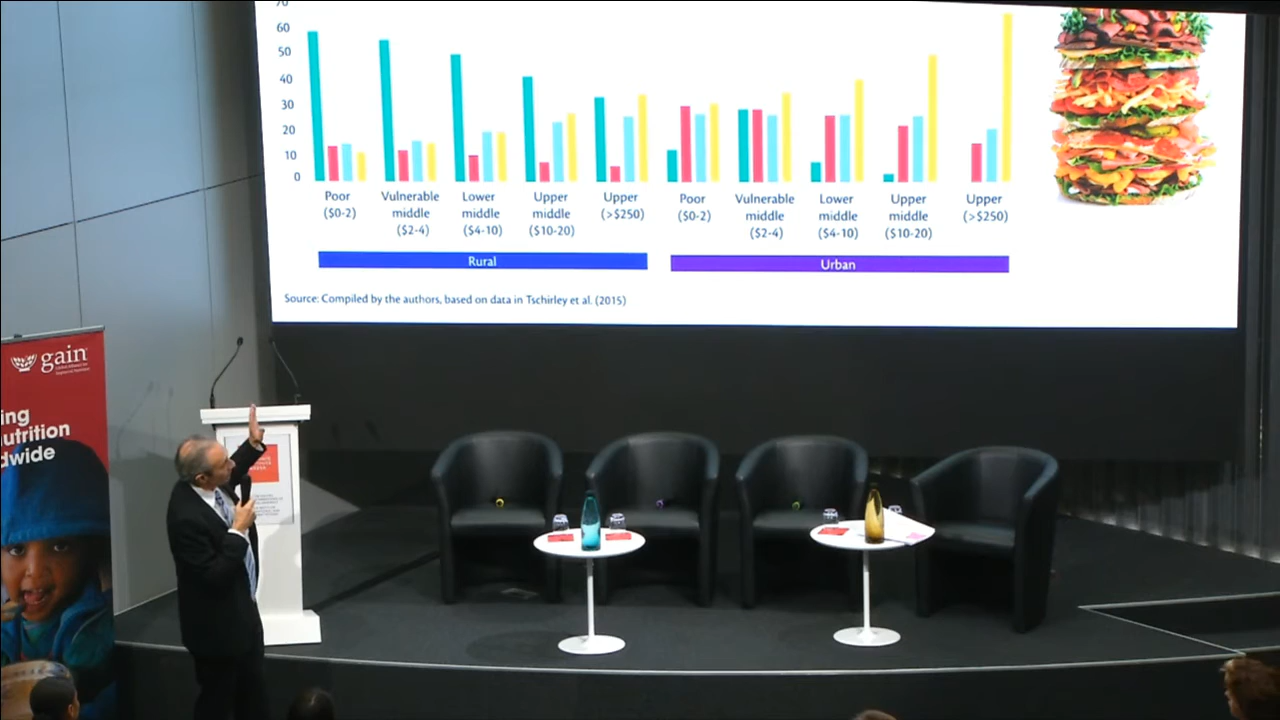 70
60
50
40
30
20
10
0
Poor
($0-2)
Vulnerable
middle
($2-4)
Lower
middle
($4-10)
Upper
middle
($10-20)
Upper
(>$250)
Poor
($0-2)
Vulnerable
middle
($2-4)
Lower
middle
($4-10)
Upper
middle
($10-20)
Upper
(>$250)
Rural
Urban
Source: Compiled by the authors, based on data in Tschirley et al. (2015)
gain
ing
utrition
dwide